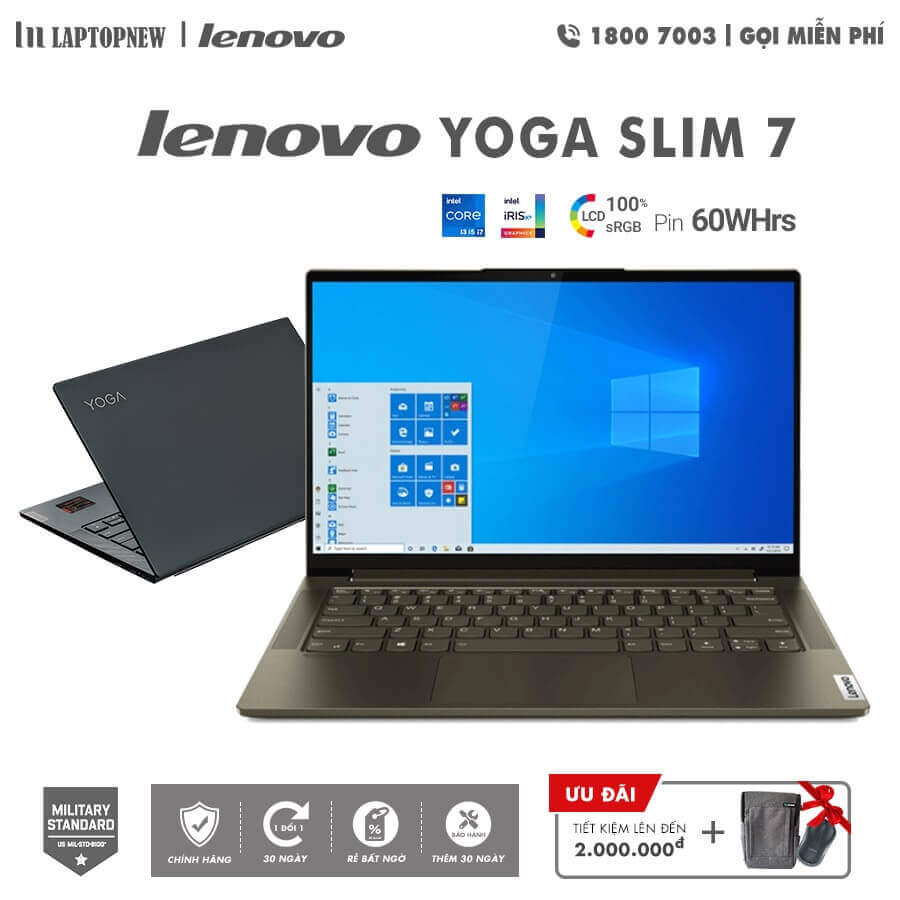 LAPTOPNEW | lenovo
1800 7003 | GỌI MIỄN PHÍ
lenovo YOGA SLIM 7
intel
CORE
i3 i5 i7
intel
iRIS Xe
GRAPHICS
LCD
100%
sRGB
Pin 60WHrs
YOGA
Lenovo
MILITARY
STANDARD
US MIL-STD-810G*
CHÍNH HÃNG
1 ĐỔI 1
30 NGÀY
%
RẺ BẤT NGỜ
BẢO HÀNH
THÊM 30 NGÀY
ƯU ĐÃI
TIẾT KIỆM LÊN ĐẾN
2.000.000đ
+